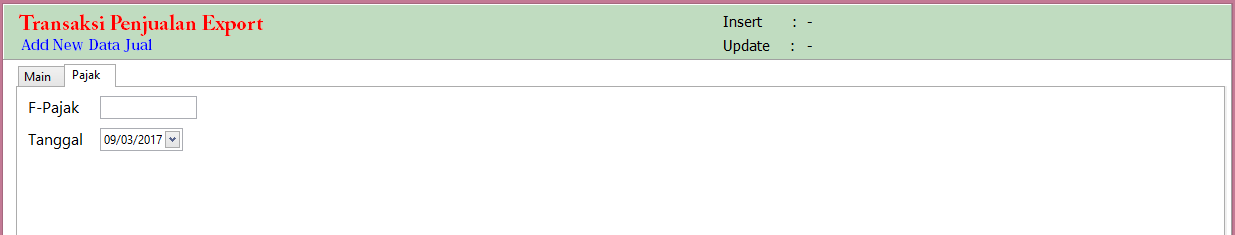 Transaksi Penjualan Export
Add New Data Jual
Insert : -
Update : -
Main
Pajak
F-Pajak
Tanggal 09/03/2017